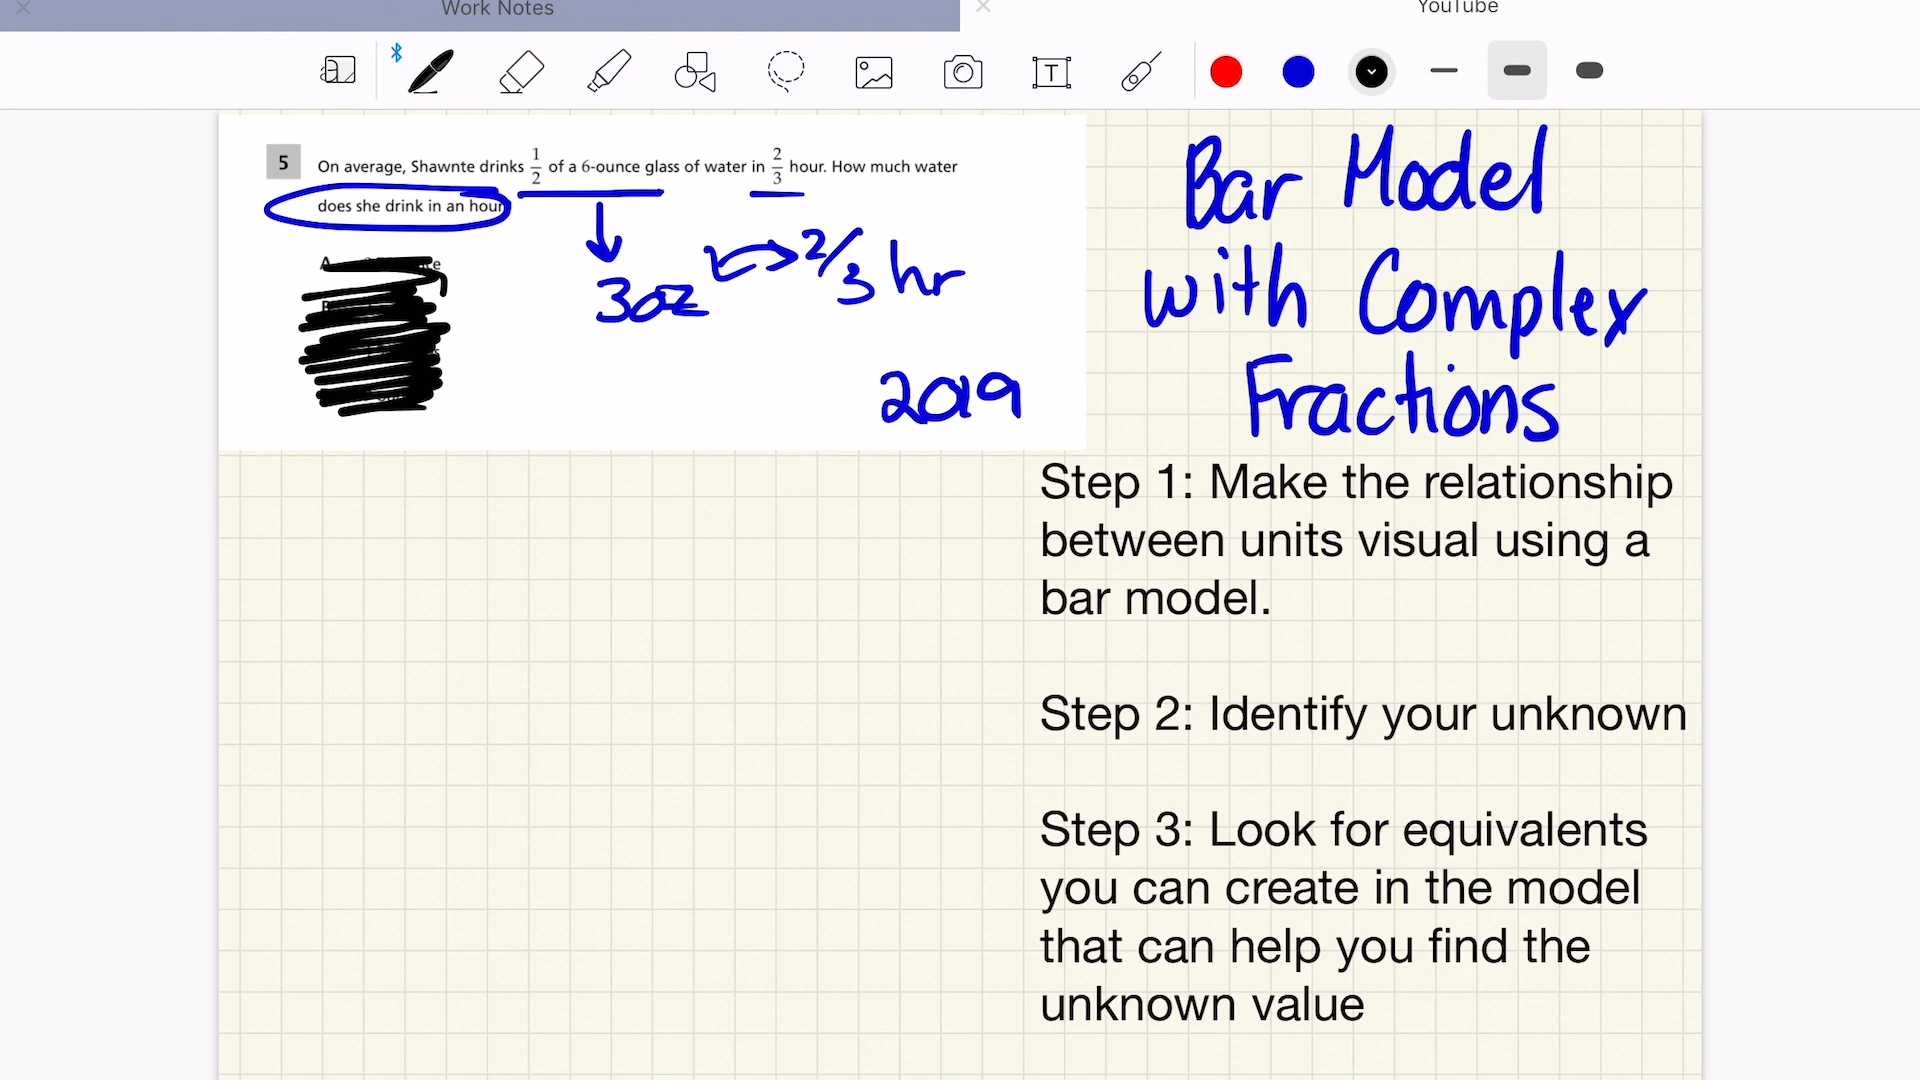 Work Notes
YouTube
5 On average, Shawnte drinks 1/2 of a 6-ounce glass of water in 2/3 hour. How much water
does she drink in an hour
3oz 2/3 hr
2019
Bar Model
with Complex
Fractions
Step 1: Make the relationship
between units visual using a
bar model.
Step 2: Identify your unknown
Step 3: Look for equivalents
you can create in the model
that can help you find the
unknown value